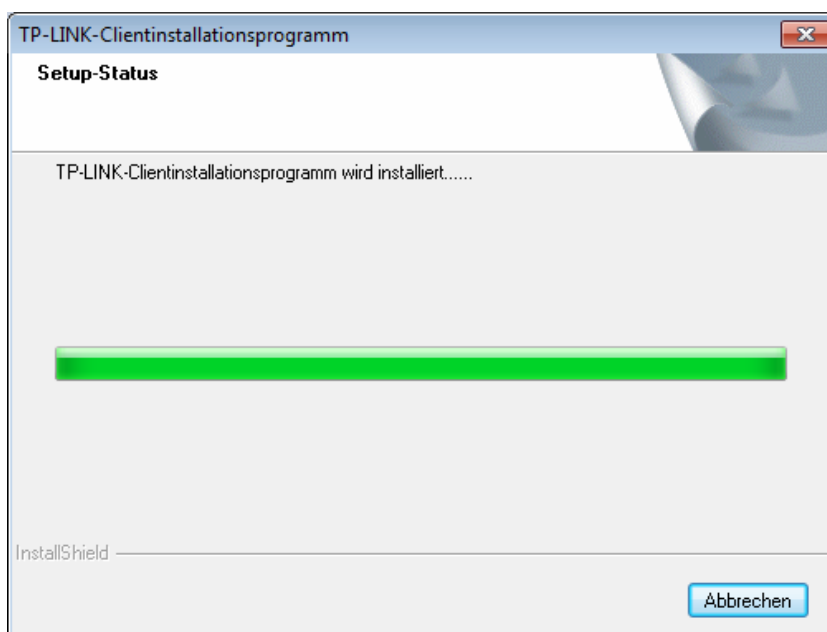 TP-LINK-Clientinstallationsprogramm
Setup-Status
TP-LINK-Clientinstallationsprogramm wird installiert......
InstallShield
Abbrechen